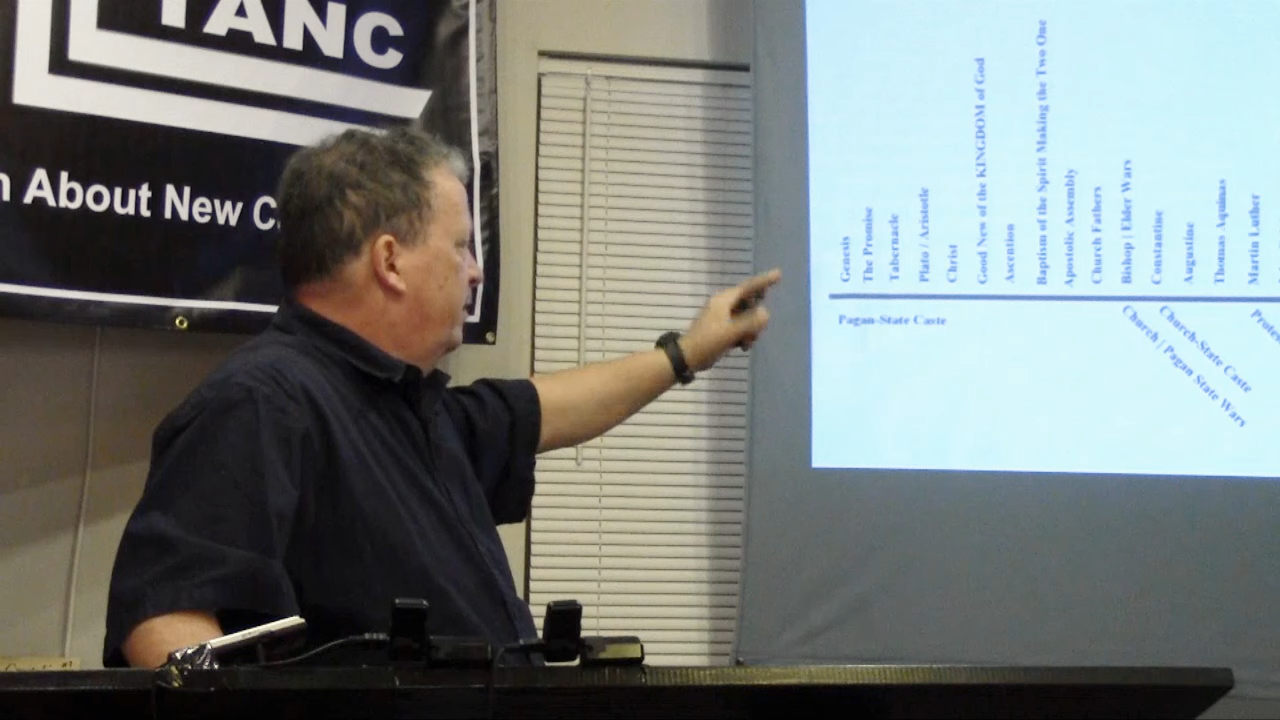 TANC
n About New C
Genesis
The Promise
Tabernacle
Plato / Aristotle
Christ
Good New of the KINGDOM of God
Ascention
Baptism of the Spirit Making the Two One
Apostolic Assembly
Church Fathers
Bishop | Elder Wars
Constantine
Augustine
Thomas Aquinas
Martin Luther
Pagan-State Caste
Church | Pagan State Wars
Church-State Caste
Protes